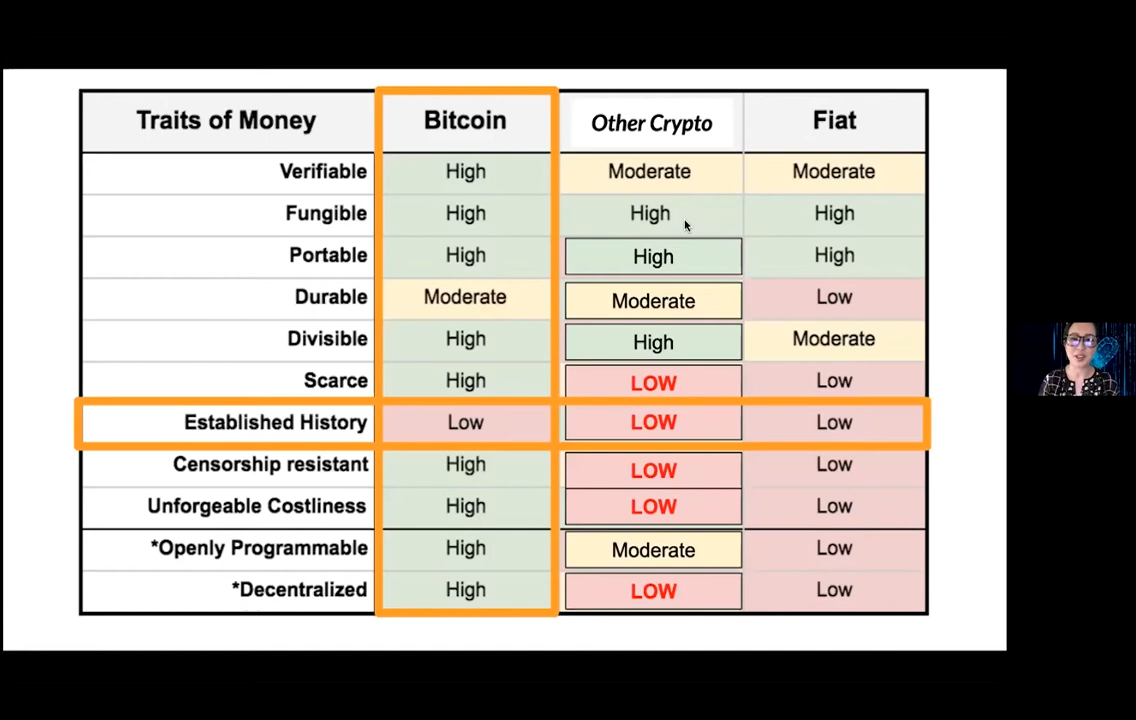 Traits of Money Bitcoin Other Crypto Fiat
Verifiable High Moderate Moderate
Fungible High High High
Portable High High High
Durable Moderate Moderate Low
Divisible High High Moderate
Scarce High LOW Low
Established History Low LOW Low
Censorship resistant High LOW Low
Unforgeable Costliness High LOW Low
*Openly Programmable High Moderate Low
*Decentralized High LOW Low